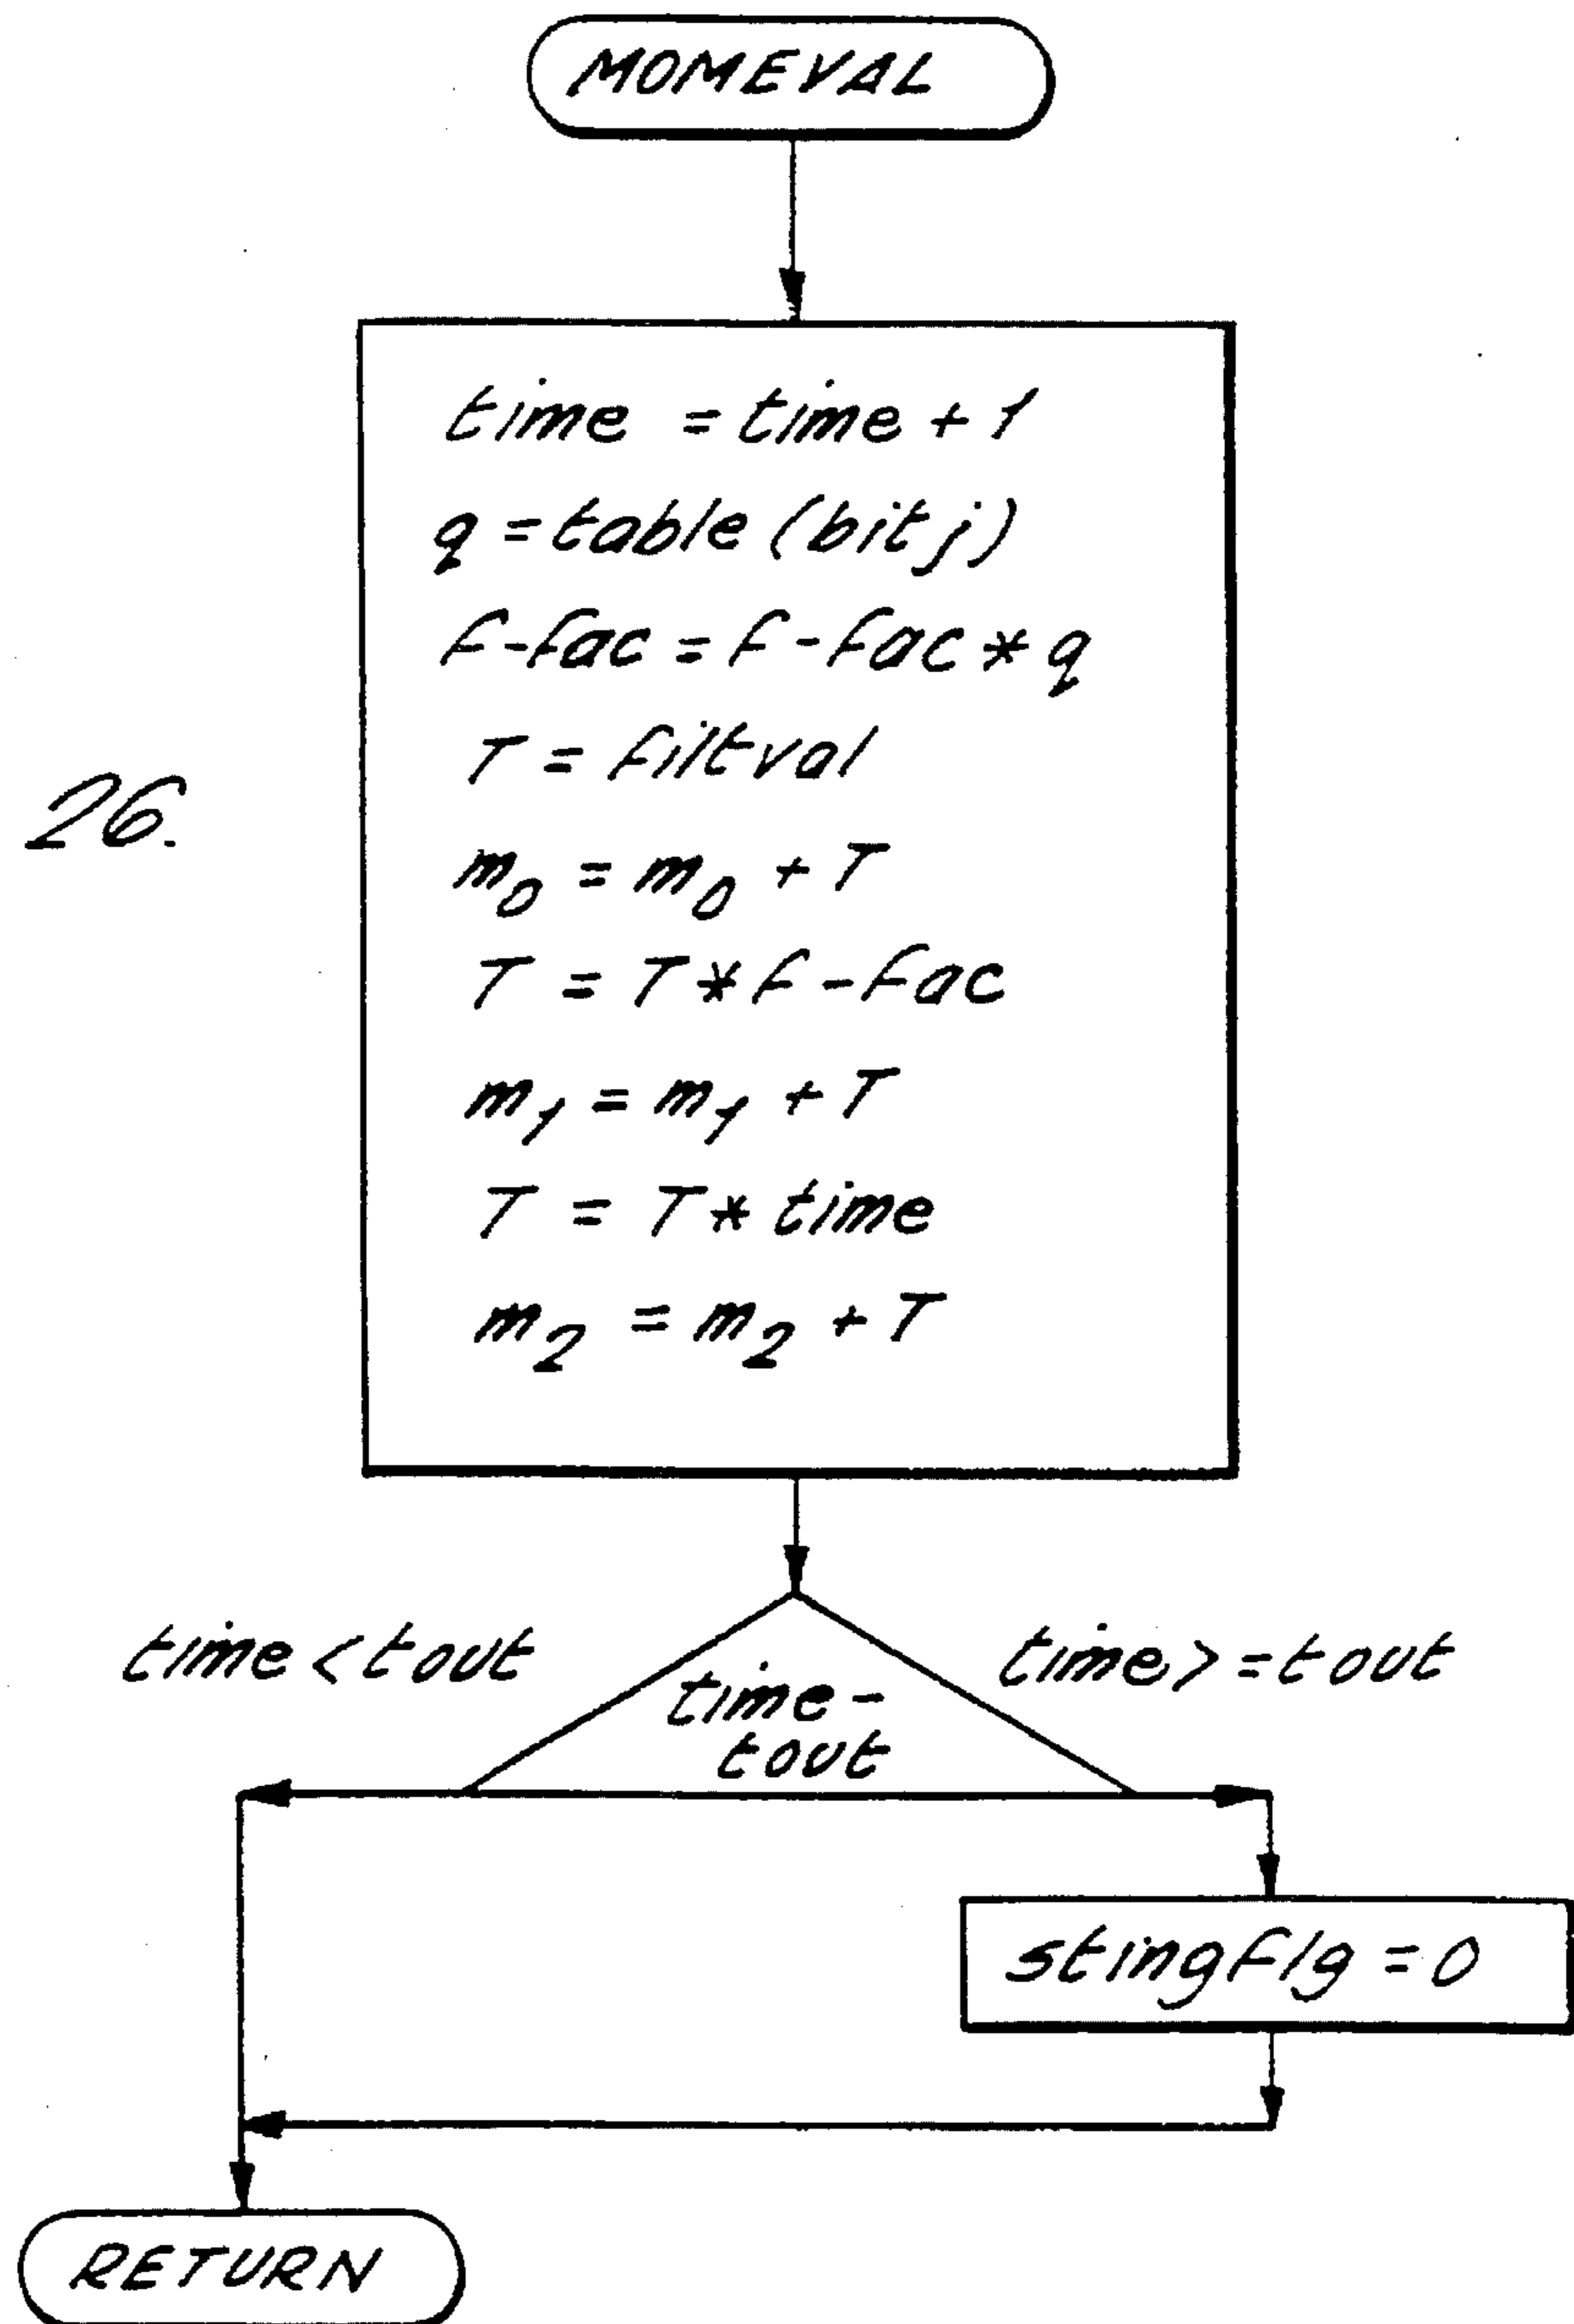 MOMEVAL
time = time + 1
q = table (bit j)
f-fac = f-fac * q
T = filtval
26.
m₀ = m₀ + T
T = T * f-fac
m₁ = m₁ + T
T = T * time
m₂ = m₂ + T
time < tout
time >= tout
time -
tout
stingflg = 0
RETURN